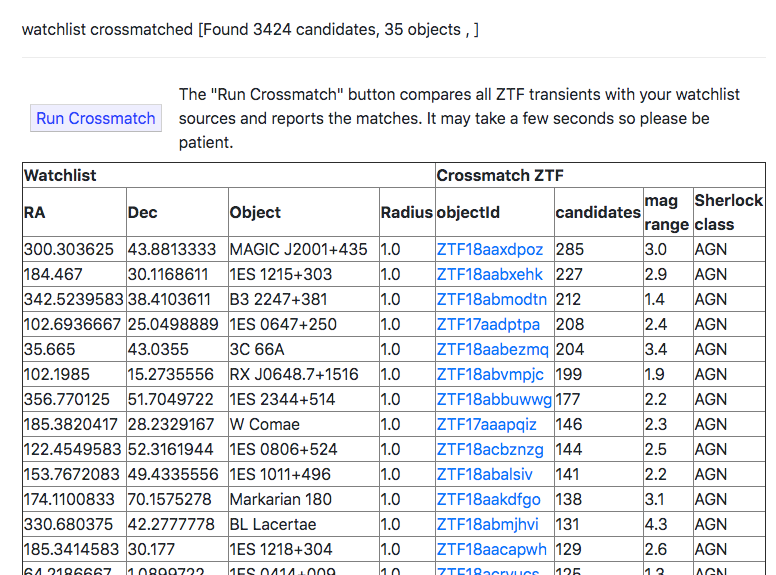 watchlist crossmatched [Found 3424 candidates, 35 objects , ]
The "Run Crossmatch" button compares all ZTF transients with your watchlist
Run Crossmatch sources and reports the matches. It may take a few seconds so please be
patient.
Watchlist Crossmatch ZTF
RA Dec Object Radius objectId candidates mag range Sherlock class
300.303625 43.8813333 MAGIC J2001+435 1.0 ZTF18aaxdpoz 285 3.0 AGN
184.467 30.1168611 1ES 1215+303 1.0 ZTF18aabxehk 227 2.9 AGN
342.5239583 38.4103611 B3 2247+381 1.0 ZTF18abmodtn 212 1.4 AGN
102.6936667 25.0498889 1ES 0647+250 1.0 ZTF17aadptpa 208 2.4 AGN
35.665 43.0355 3C 66A 1.0 ZTF18aabezmq 204 3.4 AGN
102.1985 15.2735556 RX J0648.7+1516 1.0 ZTF18abvmpjc 199 1.9 AGN
356.770125 51.7049722 1ES 2344+514 1.0 ZTF18abbuwwg 177 2.2 AGN
185.3820417 28.2329167 W Comae 1.0 ZTF17aaapqiz 146 2.3 AGN
122.4549583 52.3161944 1ES 0806+524 1.0 ZTF18acbznzg 144 2.5 AGN
153.7672083 49.4335556 1ES 1011+496 1.0 ZTF18abalsiv 141 2.2 AGN
174.1100833 70.1575278 Markarian 180 1.0 ZTF18aakdfgo 138 3.1 AGN
330.680375 42.2777778 BL Lacertae 1.0 ZTF18abmjhvi 131 4.3 AGN
185.3414583 30.177 1ES 1218+304 1.0 ZTF18aacapwh 129 2.6 AGN
64.2186667 1.0899722 1ES 0414+009 1.0 ZTF18acrvucs 125 1.3 AGN